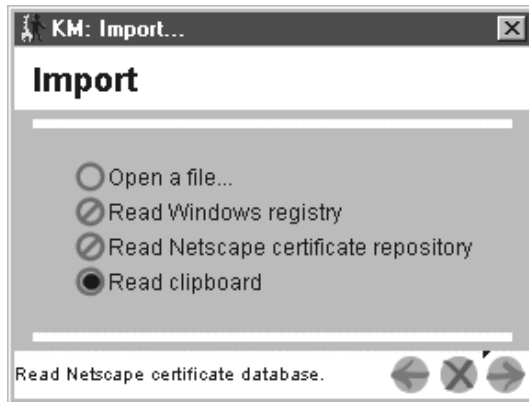 KM: Import...
Import
Open a file...
Read Windows registry
Read Netscape certificate repository
Read clipboard
Read Netscape certificate database.